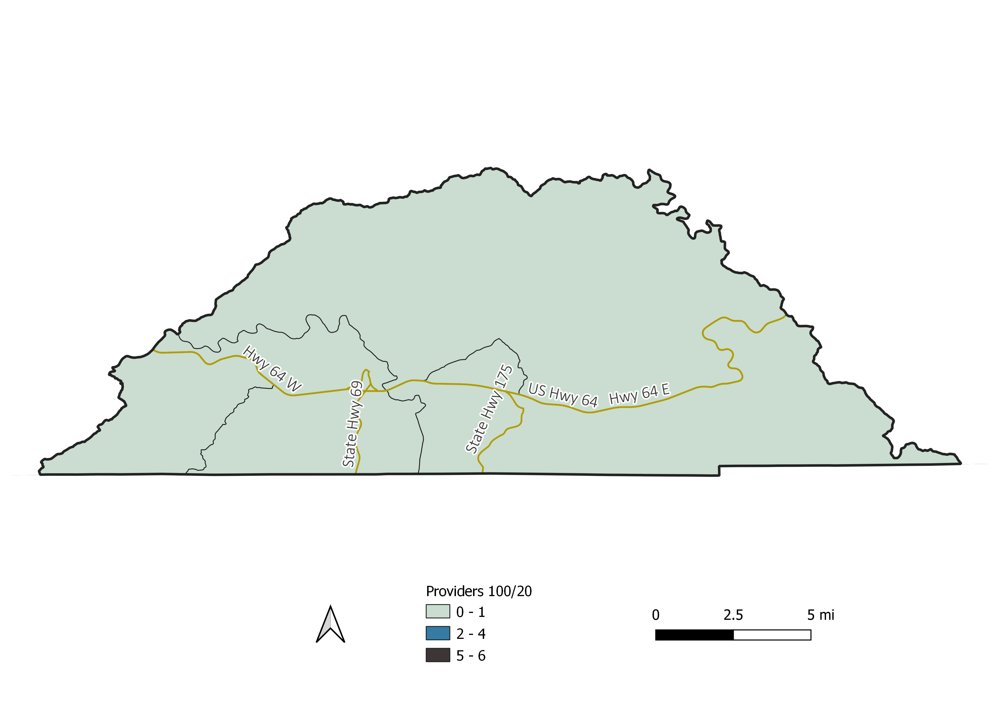 Hwy 64 W
State Hwy 69
State Hwy 175
US Hwy 64
Hwy 64 E
Providers 100/20
0 - 1
2 - 4
5 - 6
0 2.5 5 mi